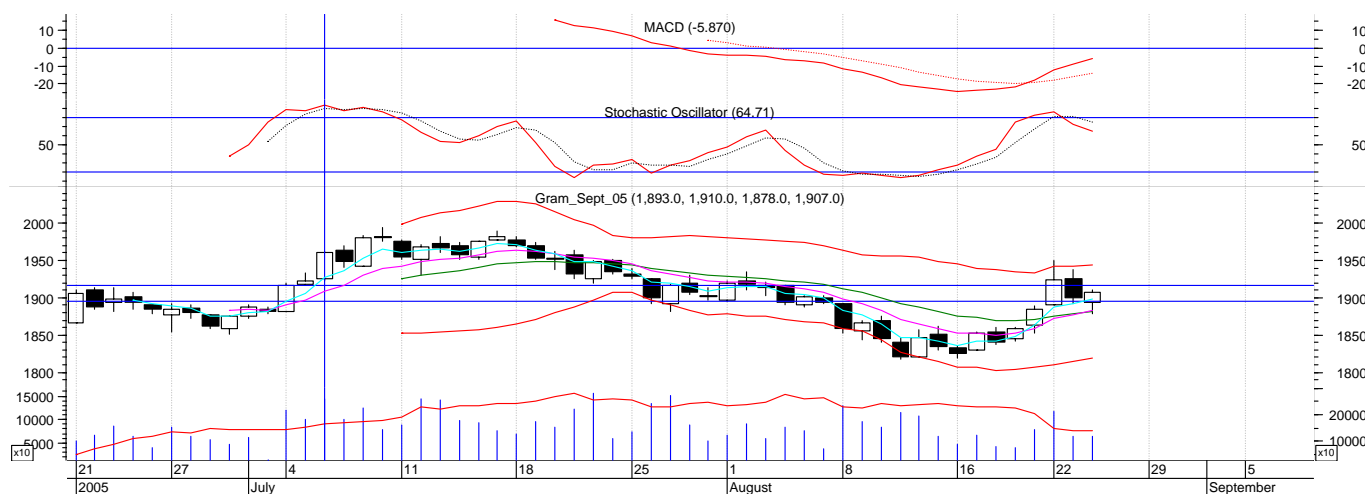 MACD (-5.870)
10 10
0 0
-10 -10
-20 -20
Stochastic Oscillator (64.71)
50 50
Gram_Sept_05 (1,893.0, 1,910.0, 1,878.0, 1,907.0)
2000 2000
1950 1950
1900 1900
1850 1850
1800 1800
15000
10000 20000
5000 10000
x10 x10
21 27 4 11 18 25 1 8 16 22 29 5
2005 July August September